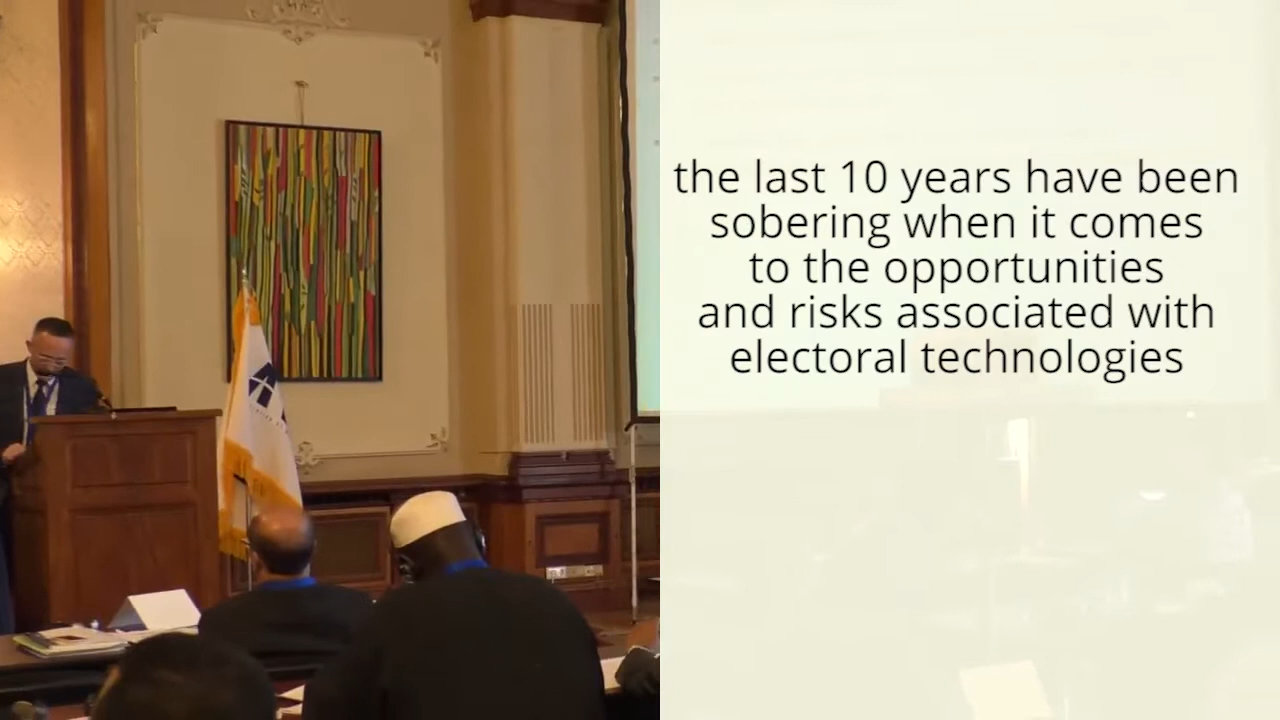 the last 10 years have been
sobering when it comes
to the opportunities
and risks associated with
electoral technologies